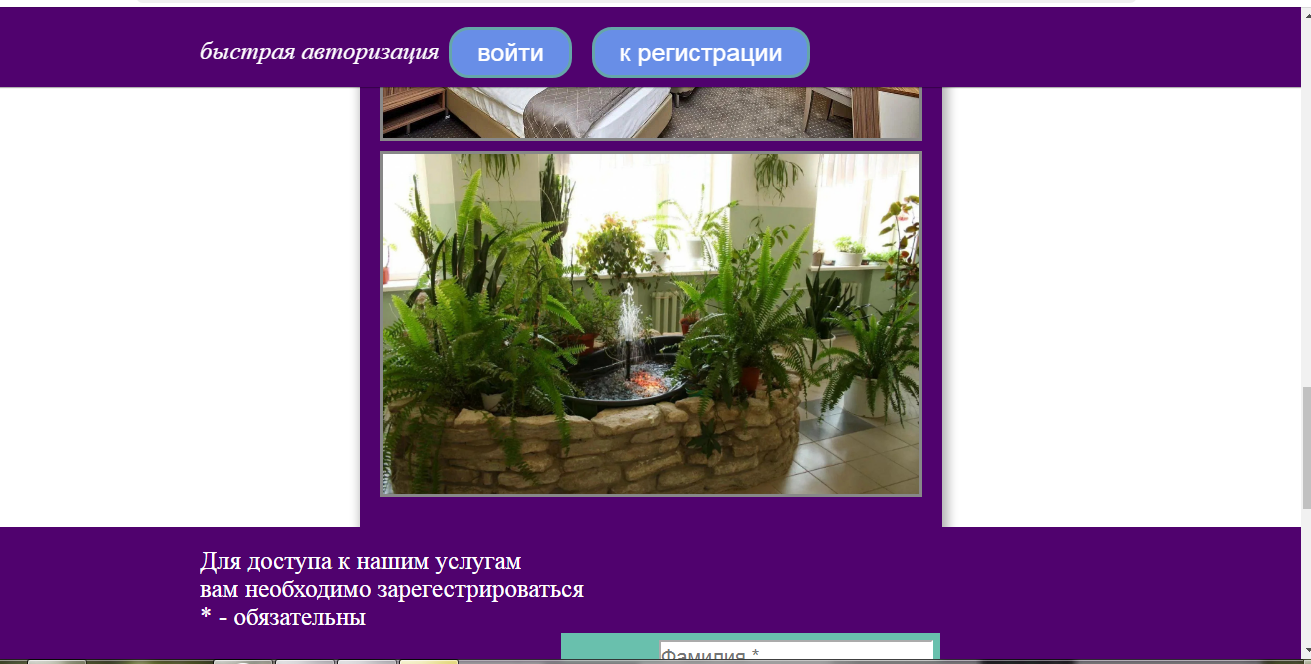 быстрая авторизация войти к регистрации
Для доступа к нашим услугам
вам необходимо зарегестрироваться
* - обязательны
Фамилия *